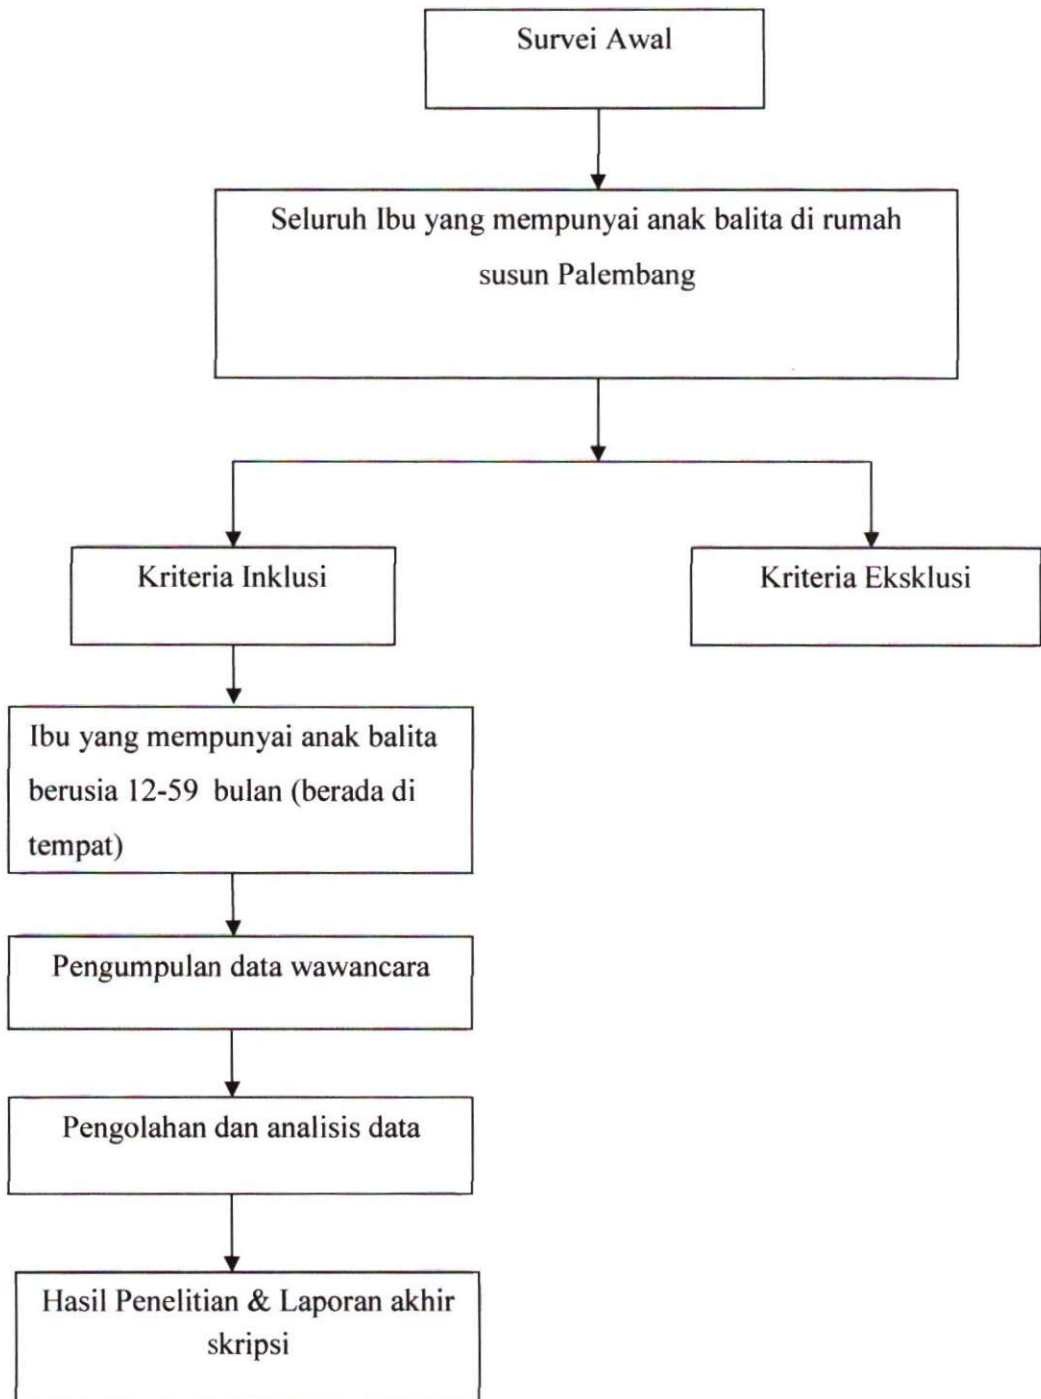 Survei Awal
Seluruh Ibu yang mempunyai anak balita di rumah
susun Palembang
Kriteria Inklusi
Kriteria Eksklusi
Ibu yang mempunyai anak balita
berusia 12-59 bulan (berada di
tempat)
Pengumpulan data wawancara
Pengolahan dan analisis data
Hasil Penelitian & Laporan akhir
skripsi